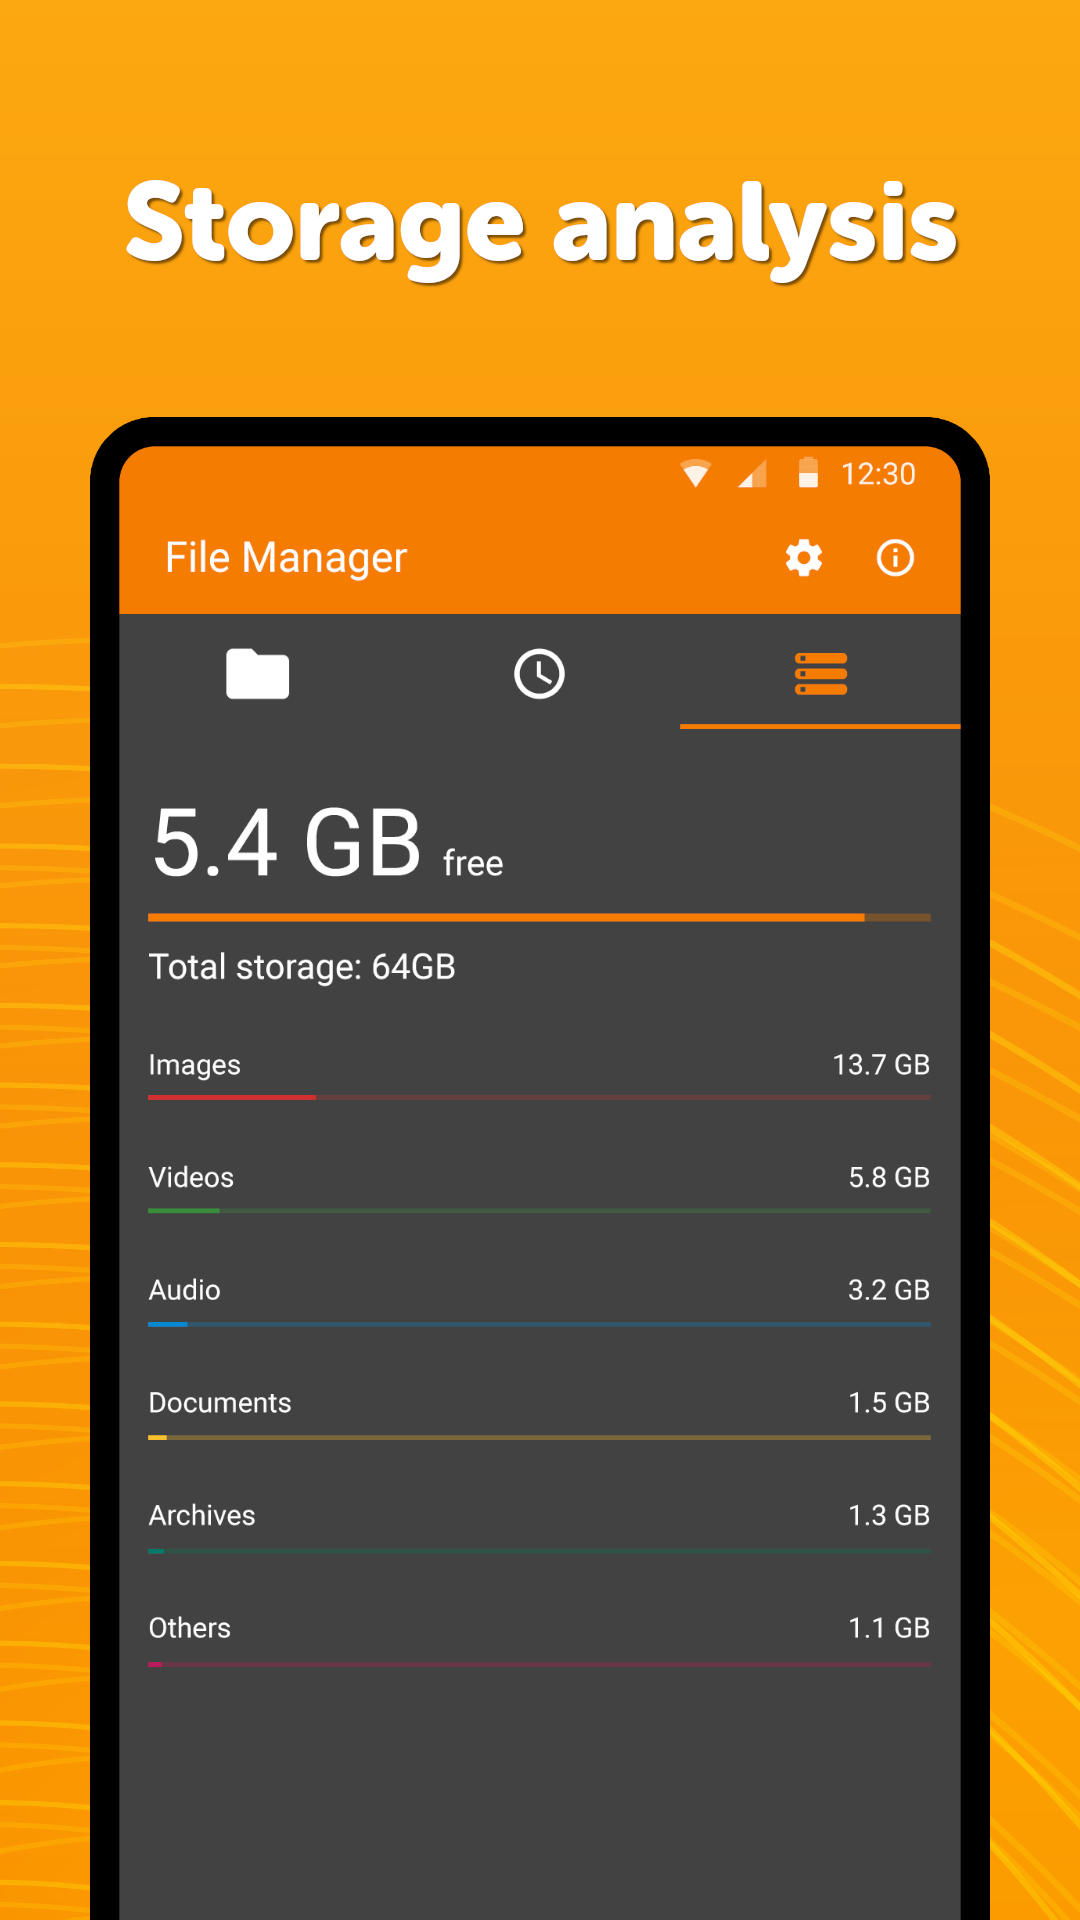 Storage analysis
12:30
File Manager
5.4 GB free
Total storage: 64GB
Images 13.7 GB
Videos 5.8 GB
Audio 3.2 GB
Documents 1.5 GB
Archives 1.3 GB
Others 1.1 GB